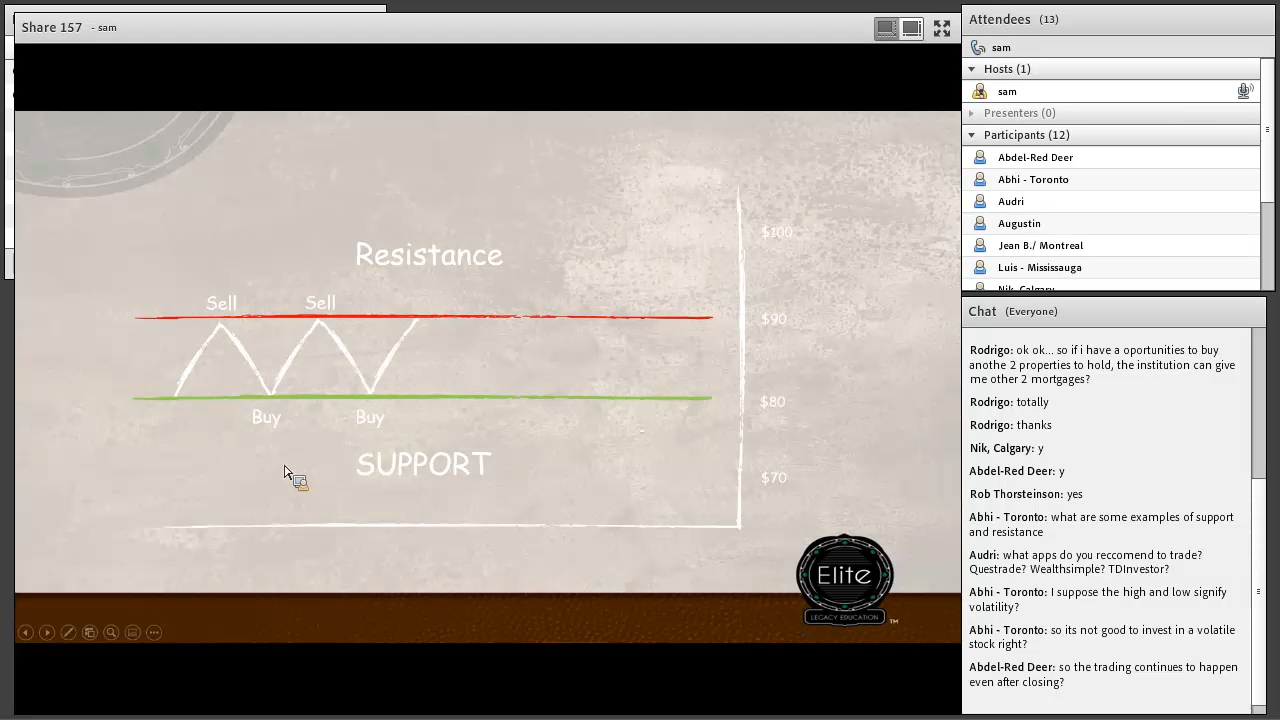 Share 157 - sam
Resistance
$100
Sell Sell
$90
$80
Buy Buy
SUPPORT
$70
Elite
LEGACY EDUCATION
TM
Attendees (13)
sam
Hosts (1)
sam
Presenters (0)
Participants (12)
Abdel-Red Deer
Abhi - Toronto
Audri
Augustin
Jean B./ Montreal
Luis - Mississauga
Nik, Calgary
Chat (Everyone)
Rodrigo: ok ok... so if i have a oportunities to buy
anothe 2 properties to hold, the institution can give
me other 2 mortgages?
Rodrigo: totally
Rodrigo: thanks
Nik, Calgary: y
Abdel-Red Deer: y
Rob Thorsteinson: yes
Abhi - Toronto: what are some examples of support
and resistance
Audri: what apps do you reccomend to trade?
Questrade? Wealthsimple? TDInvestor?
Abhi - Toronto: I suppose the high and low signify
volatility?
Abhi - Toronto: so its not good to invest in a volatile
stock right?
Abdel-Red Deer: so the trading continues to happen
even after closing?